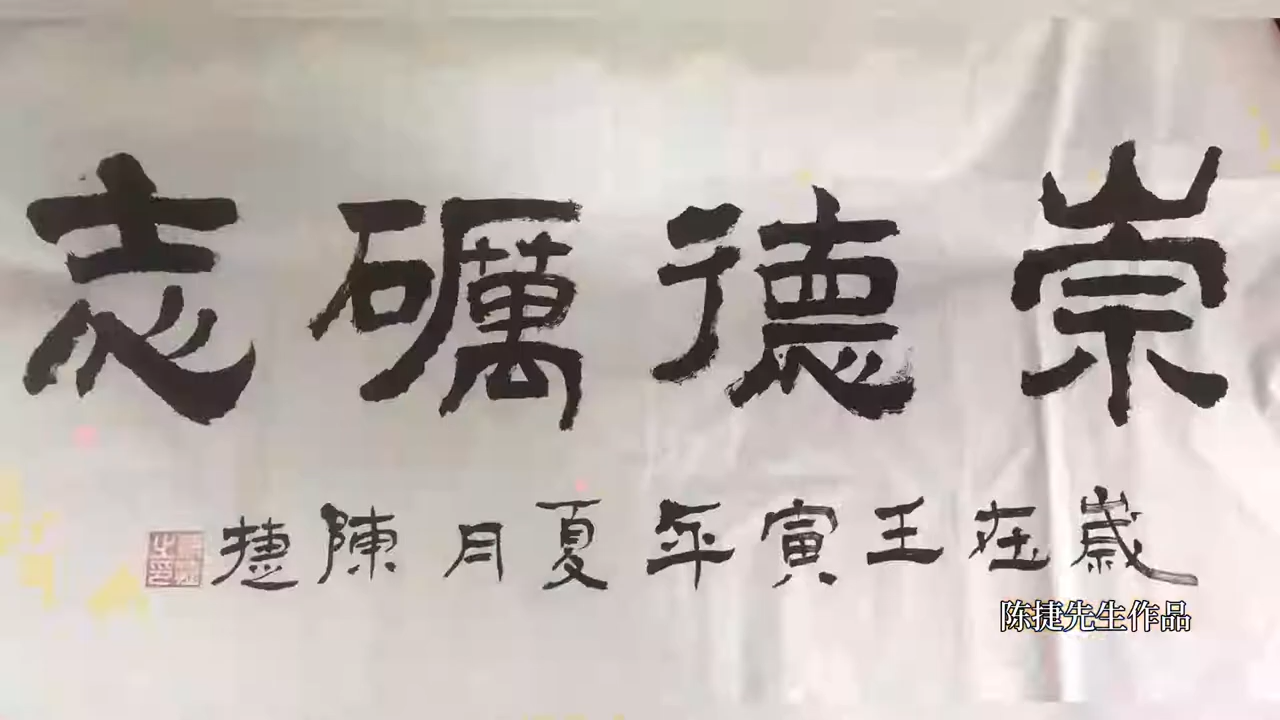 崇德礪志
歲在壬寅年夏月陳捷
陈捷先生作品